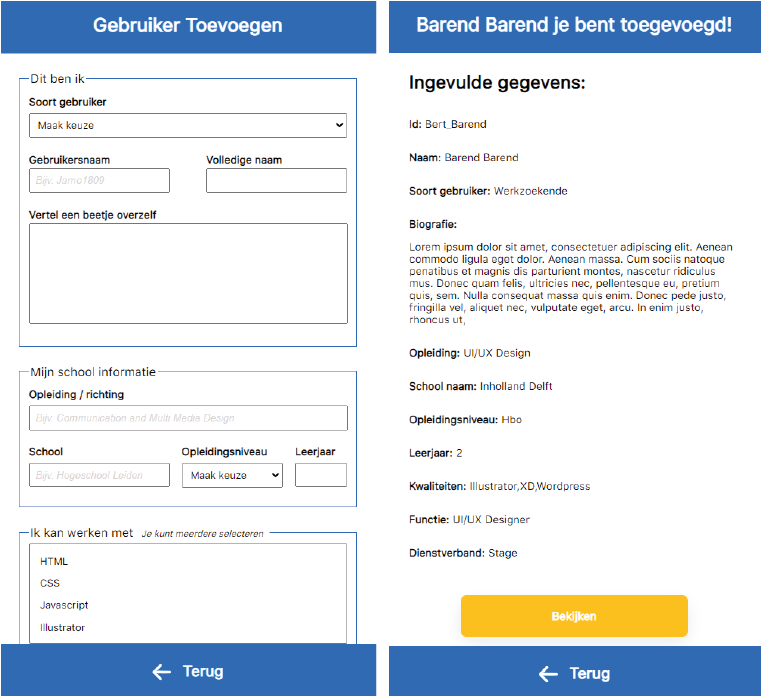 Gebruiker Toevoegen
Dit ben ik
Soort gebruiker
Maak keuze
Gebruikersnaam Volledige naam
Bijv. Jarno1809
Vertel een beetje overzelf
Mijn school informatie
Opleiding / richting
Bijv. Communication and Multi Media Design
School Opleidingsniveau Leerjaar
Bijv. Hogeschool Leiden Maak keuze
Ik kan werken met Je kunt meerdere selecteren
HTML
CSS
Javascript
Illustrator
Terug
Barend Barend je bent toegevoegd!
Ingevulde gegevens:
Id: Bert_Barend
Naam: Barend Barend
Soort gebruiker: Werkzoekende
Biografie:
Lorem ipsum dolor sit amet, consectetuer adipiscing elit. Aenean
commodo ligula eget dolor. Aenean massa. Cum sociis natoque
penatibus et magnis dis parturient montes, nascetur ridiculus
mus. Donec quam felis, ultricies nec, pellentesque eu, pretium
quis, sem. Nulla consequat massa quis enim. Donec pede justo,
fringilla vel, aliquet nec, vulputate eget, arcu. In enim justo,
rhoncus ut,
Opleiding: UI/UX Design
School naam: Inholland Delft
Opleidingsniveau: Hbo
Leerjaar: 2
Kwaliteiten: Illustrator,XD,Wordpress
Functie: UI/UX Designer
Dienstverband: Stage
Bekijken
Terug